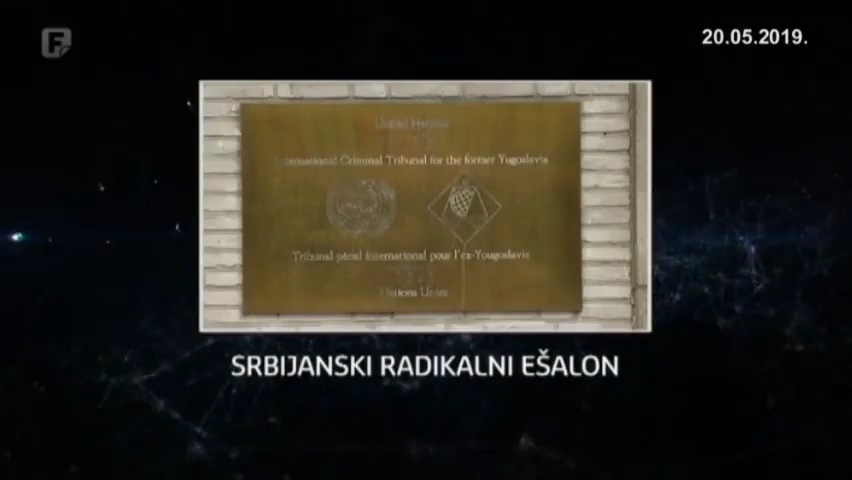 F
20.05.2019.
United Nations
International Criminal Tribunal for the former Yugoslavia
Tribunal pénal International pour l'ex-Yougoslavie
Nations Unies
SRBIJANSKI RADIKALNI EŠALON